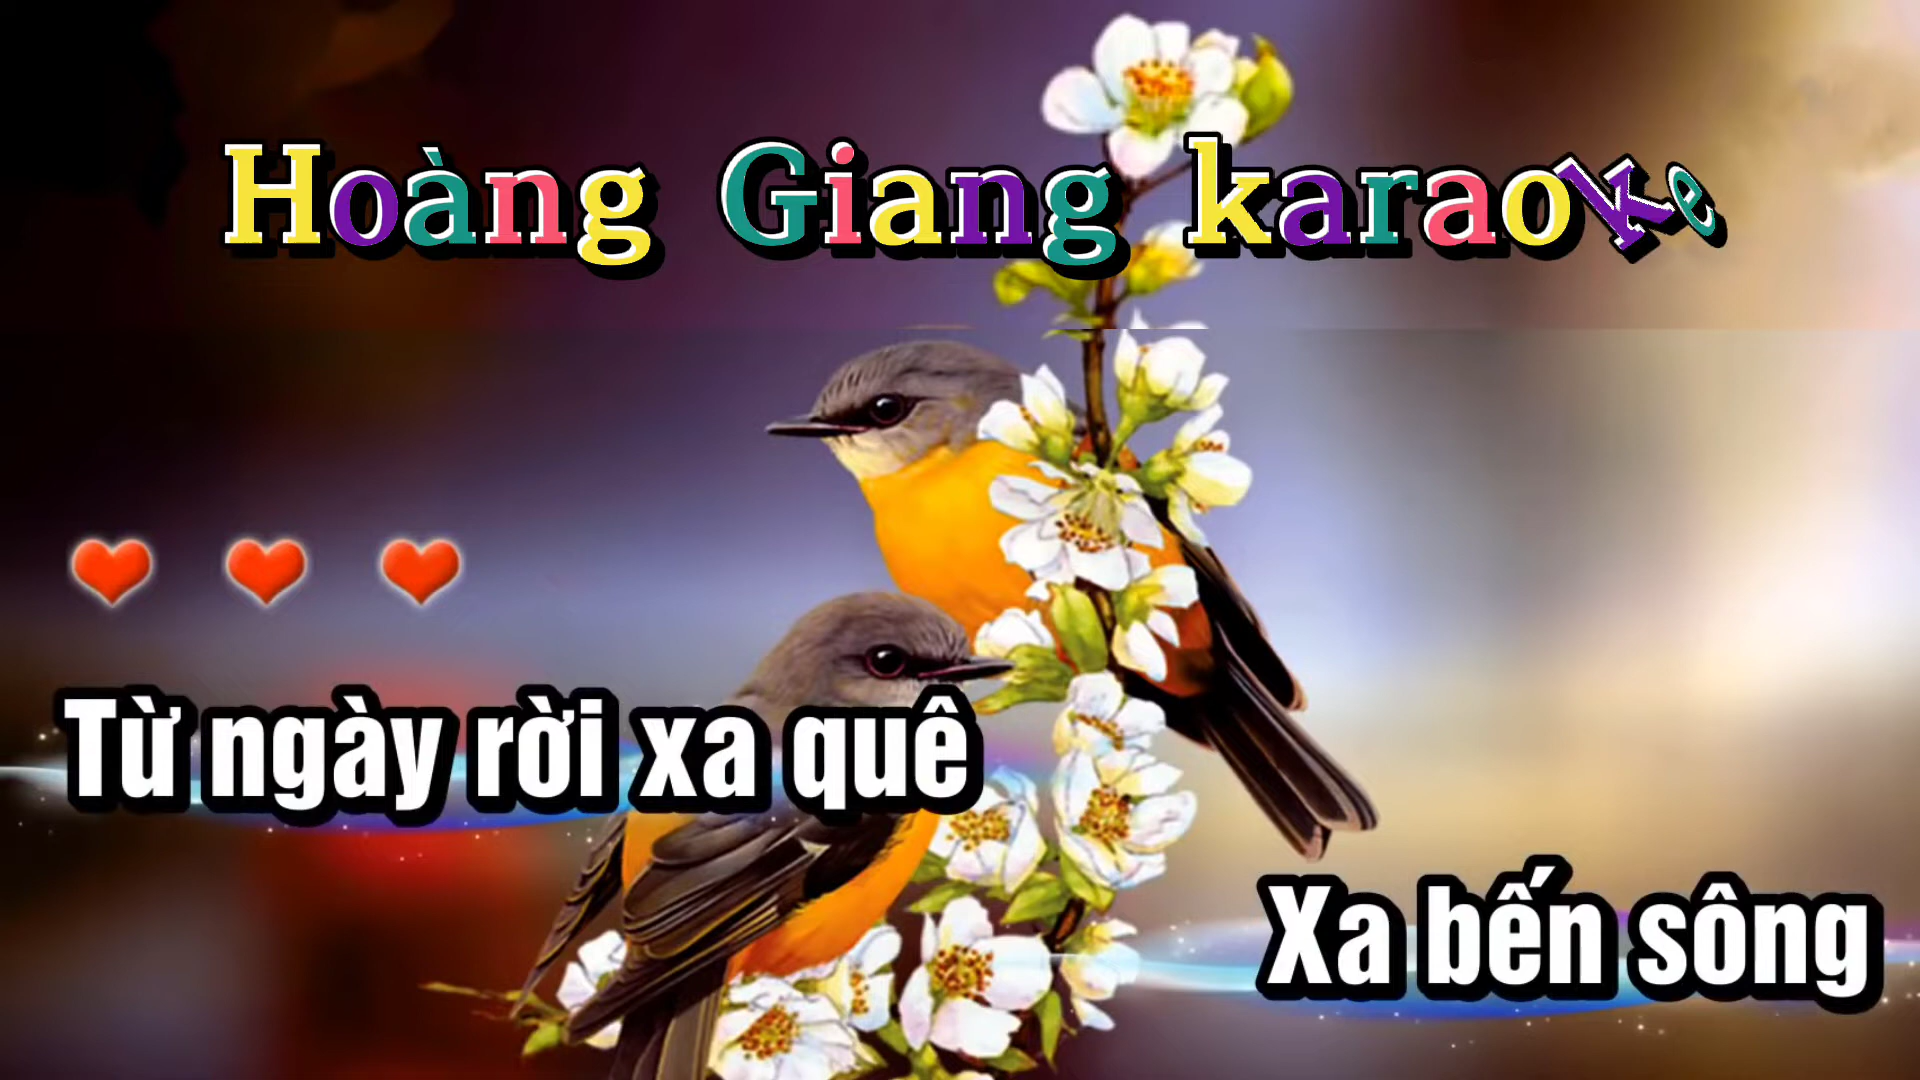 Hoàng Giang karaoke
Từ ngày rời xa quê
Xa bến sông